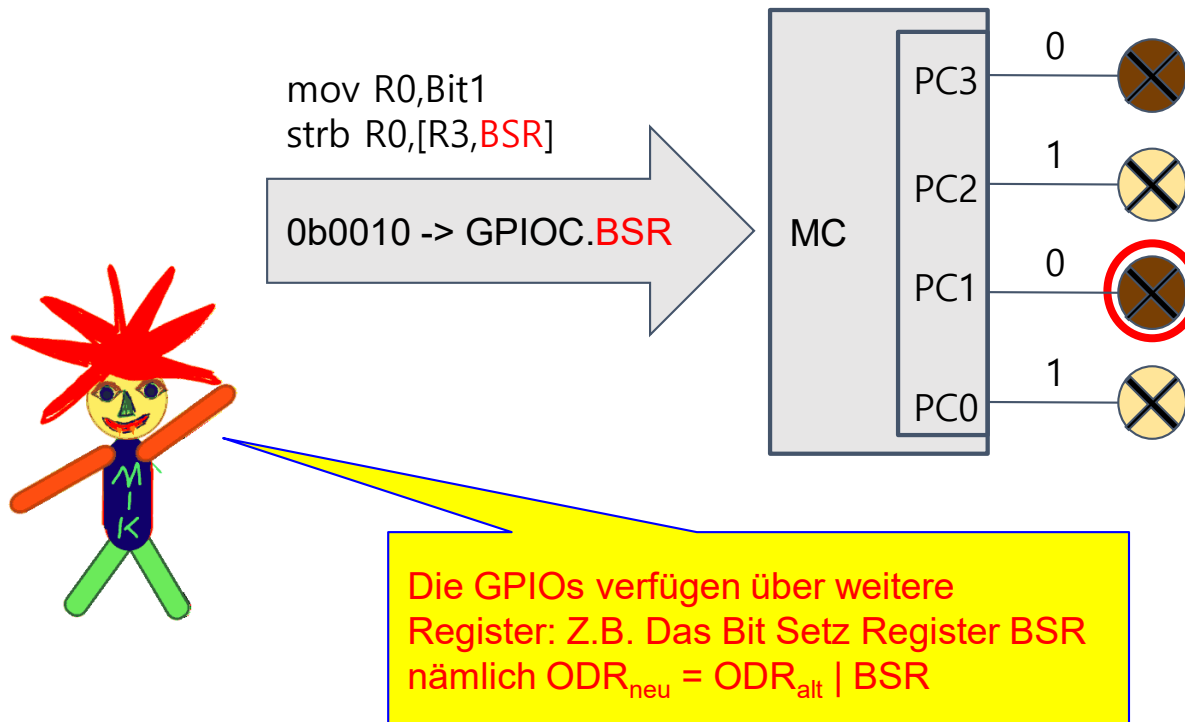 mov R0,Bit1
strb R0,[R3,BSR]
0b0010 -> GPIOC.BSR
MC
PC3
0
PC2
1
PC1
0
PC0
1
MIK
Die GPIOs verfügen über weitere
Register: Z.B. Das Bit Setz Register BSR
nämlich ODRneu = ODRalt | BSR